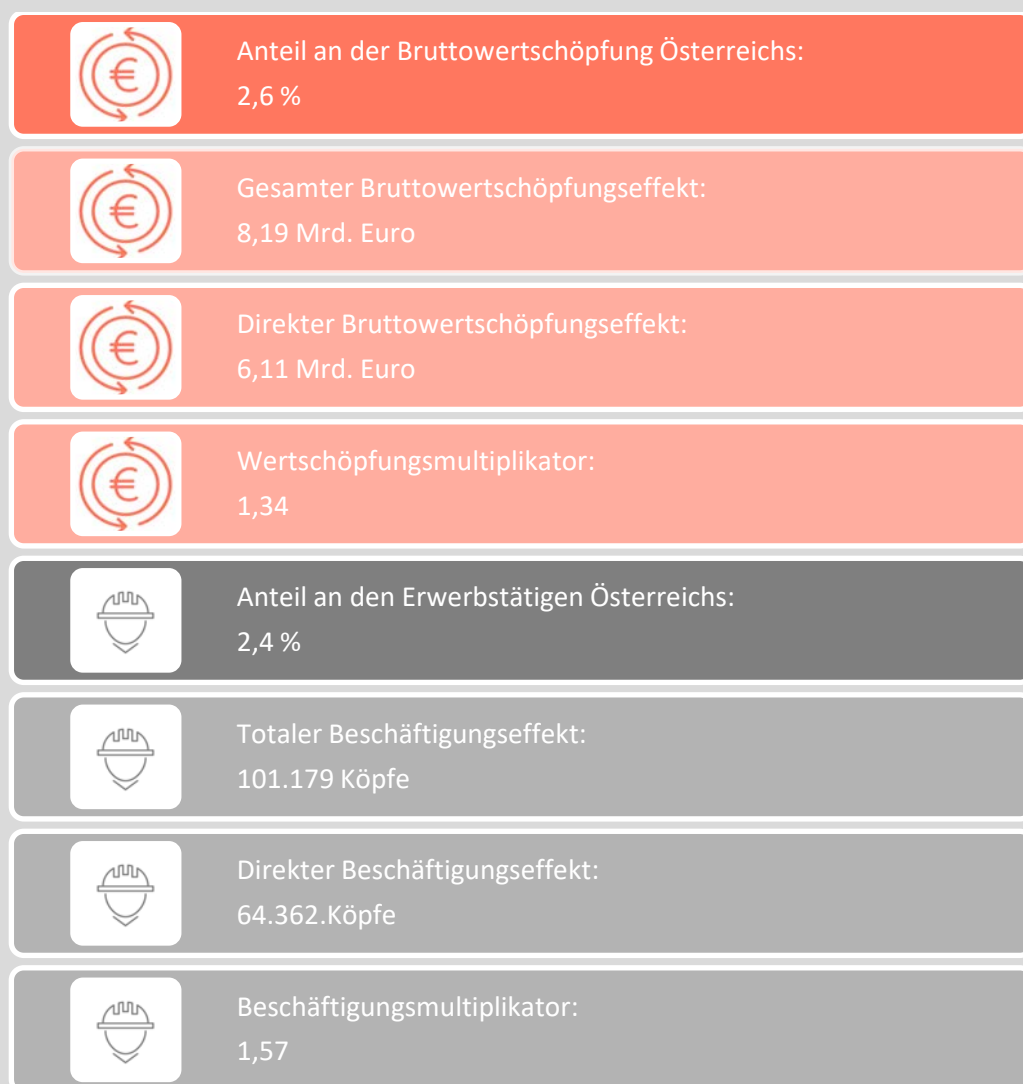 Anteil an der Bruttowertschöpfung Österreichs:
2,6 %
Gesamter Bruttowertschöpfungseffekt:
8,19 Mrd. Euro
Direkter Bruttowertschöpfungseffekt:
6,11 Mrd. Euro
Wertschöpfungsmultiplikator:
1,34
Anteil an den Erwerbstätigen Österreichs:
2,4 %
Totaler Beschäftigungseffekt:
101.179 Köpfe
Direkter Beschäftigungseffekt:
64.362.Köpfe
Beschäftigungsmultiplikator:
1,57